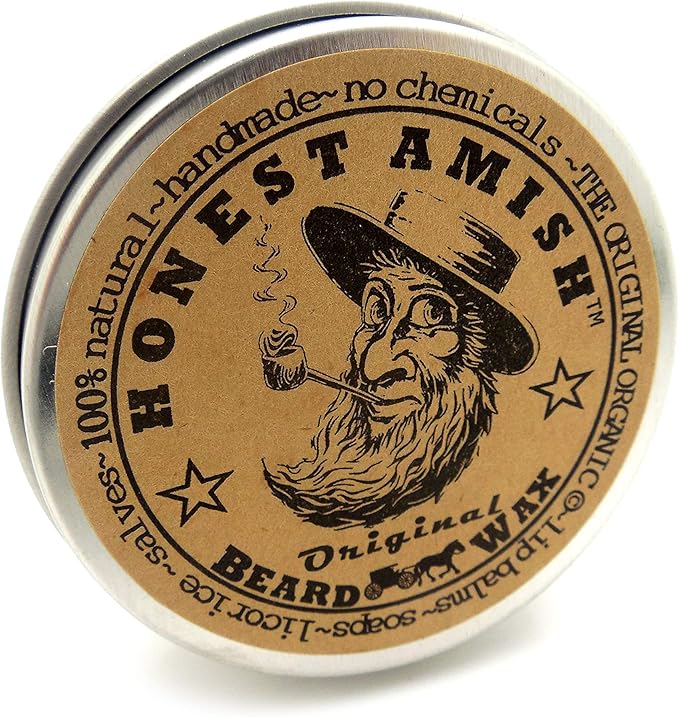 salves~100% natural~handmade~no chemicals~THE ORIGINAL ORGANIC©~Lip balms~soaps~licorice~
HONEST AMISH™
Original
BEARD WAX